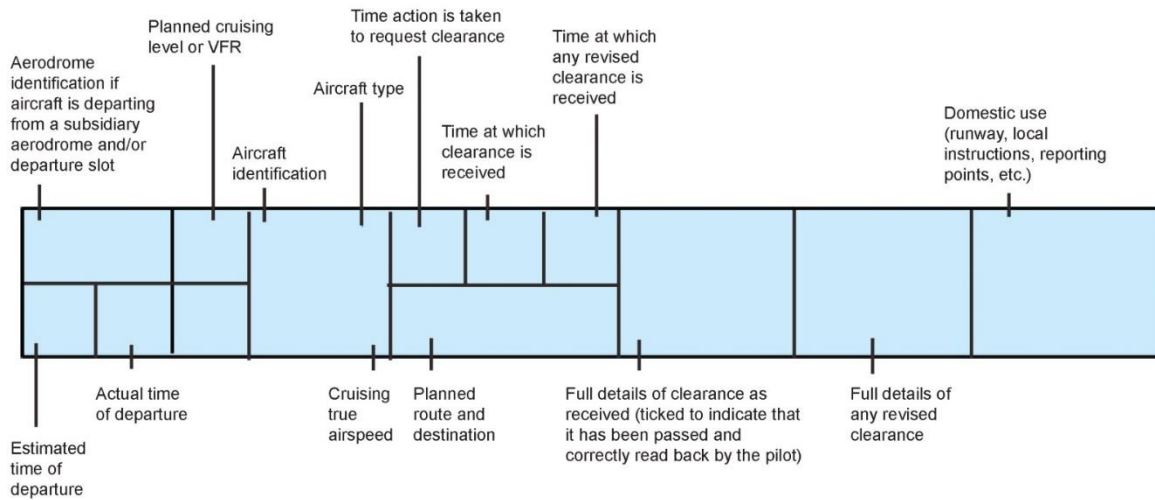 Aerodrome
identification if
aircraft is departing
from a subsidiary
aerodrome and/or
departure slot
Planned cruising
level or VFR
Aircraft
identification
Aircraft type
Time action is taken
to request clearance
Time at which
clearance is
received
Time at which
any revised
clearance is
received
Domestic use
(runway, local
instructions, reporting
points, etc.)
Estimated
time of
departure
Actual time
of departure
Cruising
true
airspeed
Planned
route and
destination
Full details of clearance as
received (ticked to indicate that
it has been passed and
correctly read back by the pilot)
Full details of
any revised
clearance